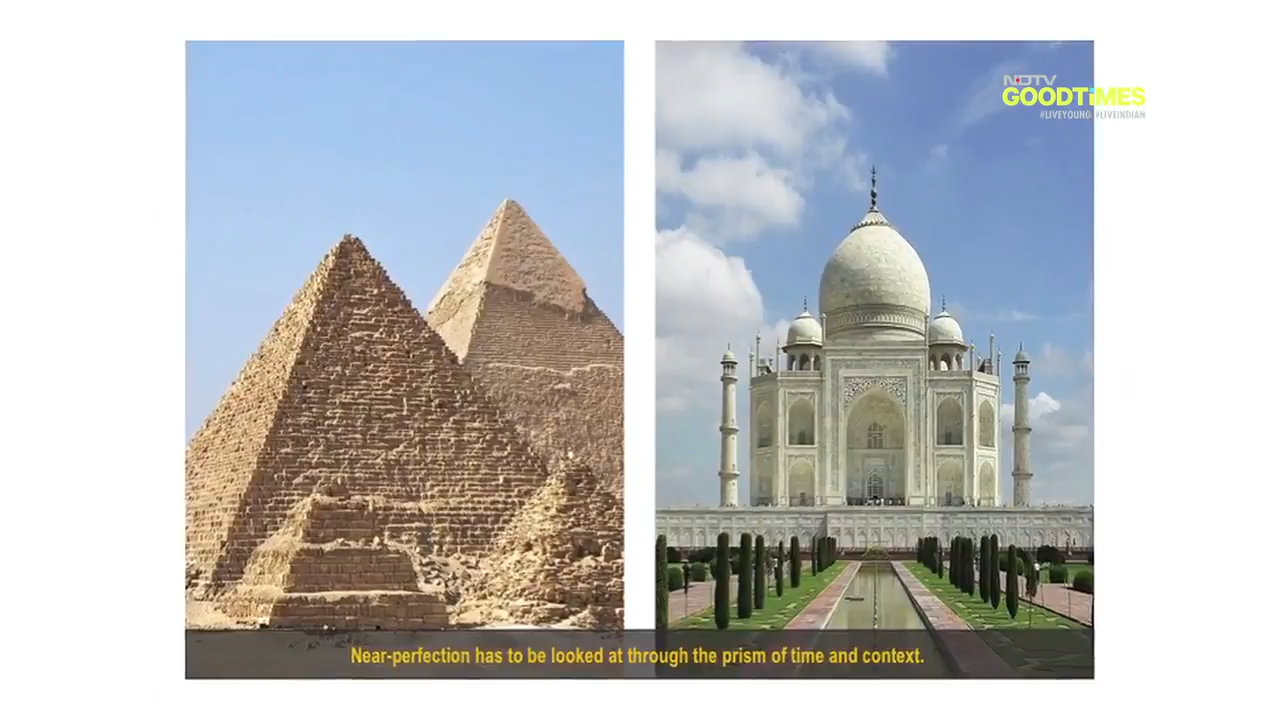 NDTV
GOODTiMES
#LIVEYOUNG #LIVEINDIAN
Near-perfection has to be looked at through the prism of time and context.